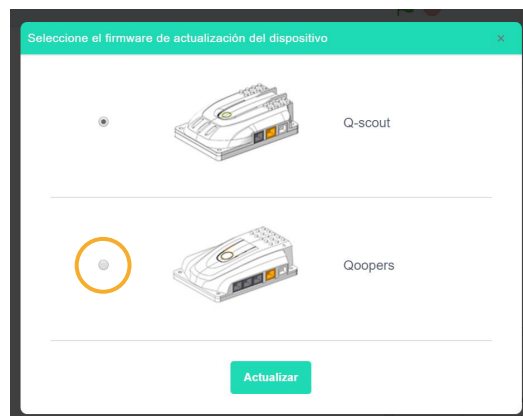 Seleccione el firmware de actualización del dispositivo ×
Q-scout
Qoopers
Actualizar